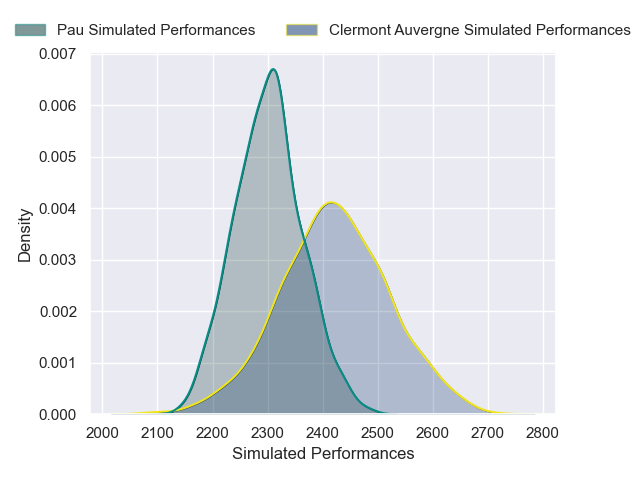 Pau Simulated Performances
Clermont Auvergne Simulated Performances
0.007
0.006
0.005
0.004
0.003
0.002
0.001
0.000
Density
2000 2100 2200 2300 2400 2500 2600 2700 2800
Simulated Performances